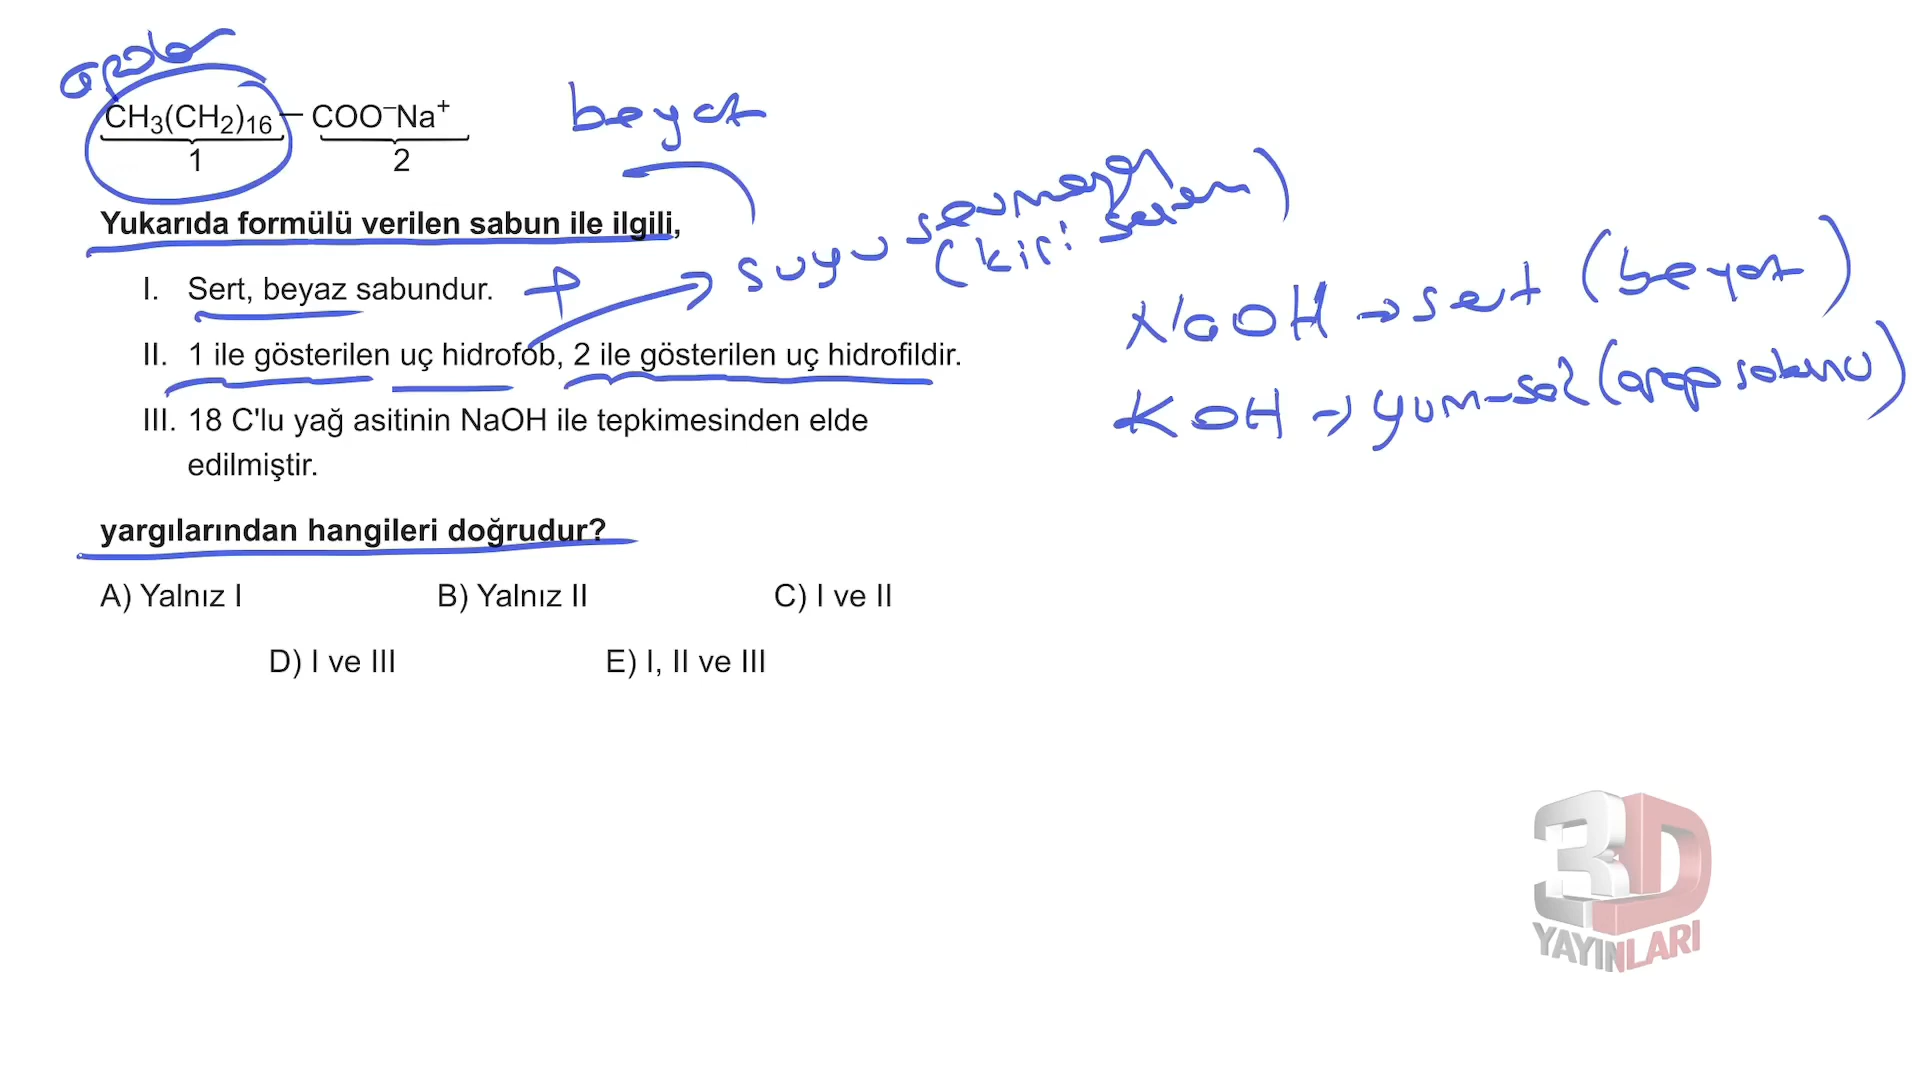 apolar
CH3(CH2)16 — COO–Na+
1 2
beyaz
Yukarıda formülü verilen sabun ile ilgili,
suyu sevmeyen
(kiri seven)
I. Sert, beyaz sabundur. +
NaOH → sert (beyaz)
II. 1 ile gösterilen uç hidrofob, 2 ile gösterilen uç hidrofildir.
KOH → yumuşak (arap sabunu)
III. 18 C'lu yağ asitinin NaOH ile tepkimesinden elde
edilmiştir.
yargılarından hangileri doğrudur?
A) Yalnız I B) Yalnız II C) I ve II
D) I ve III E) I, II ve III
3D
YAYINLARI